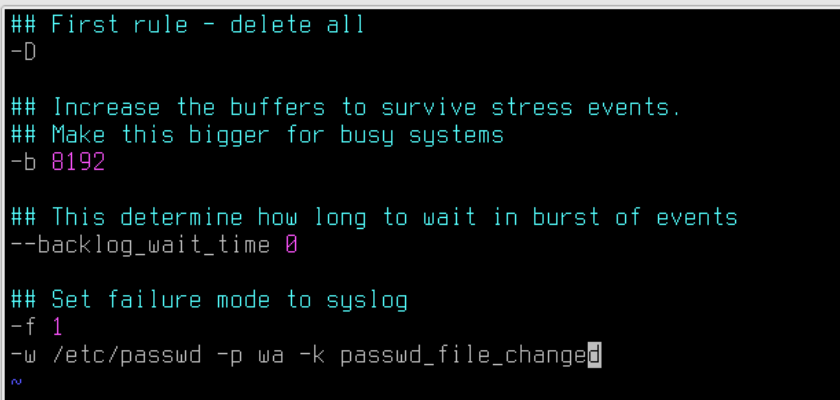 ## First rule - delete all
-D
## Increase the buffers to survive stress events.
## Make this bigger for busy systems
-b 8192
## This determine how long to wait in burst of events
--backlog_wait_time 0
## Set failure mode to syslog
-f 1
-w /etc/passwd -p wa -k passwd_file_changed
~